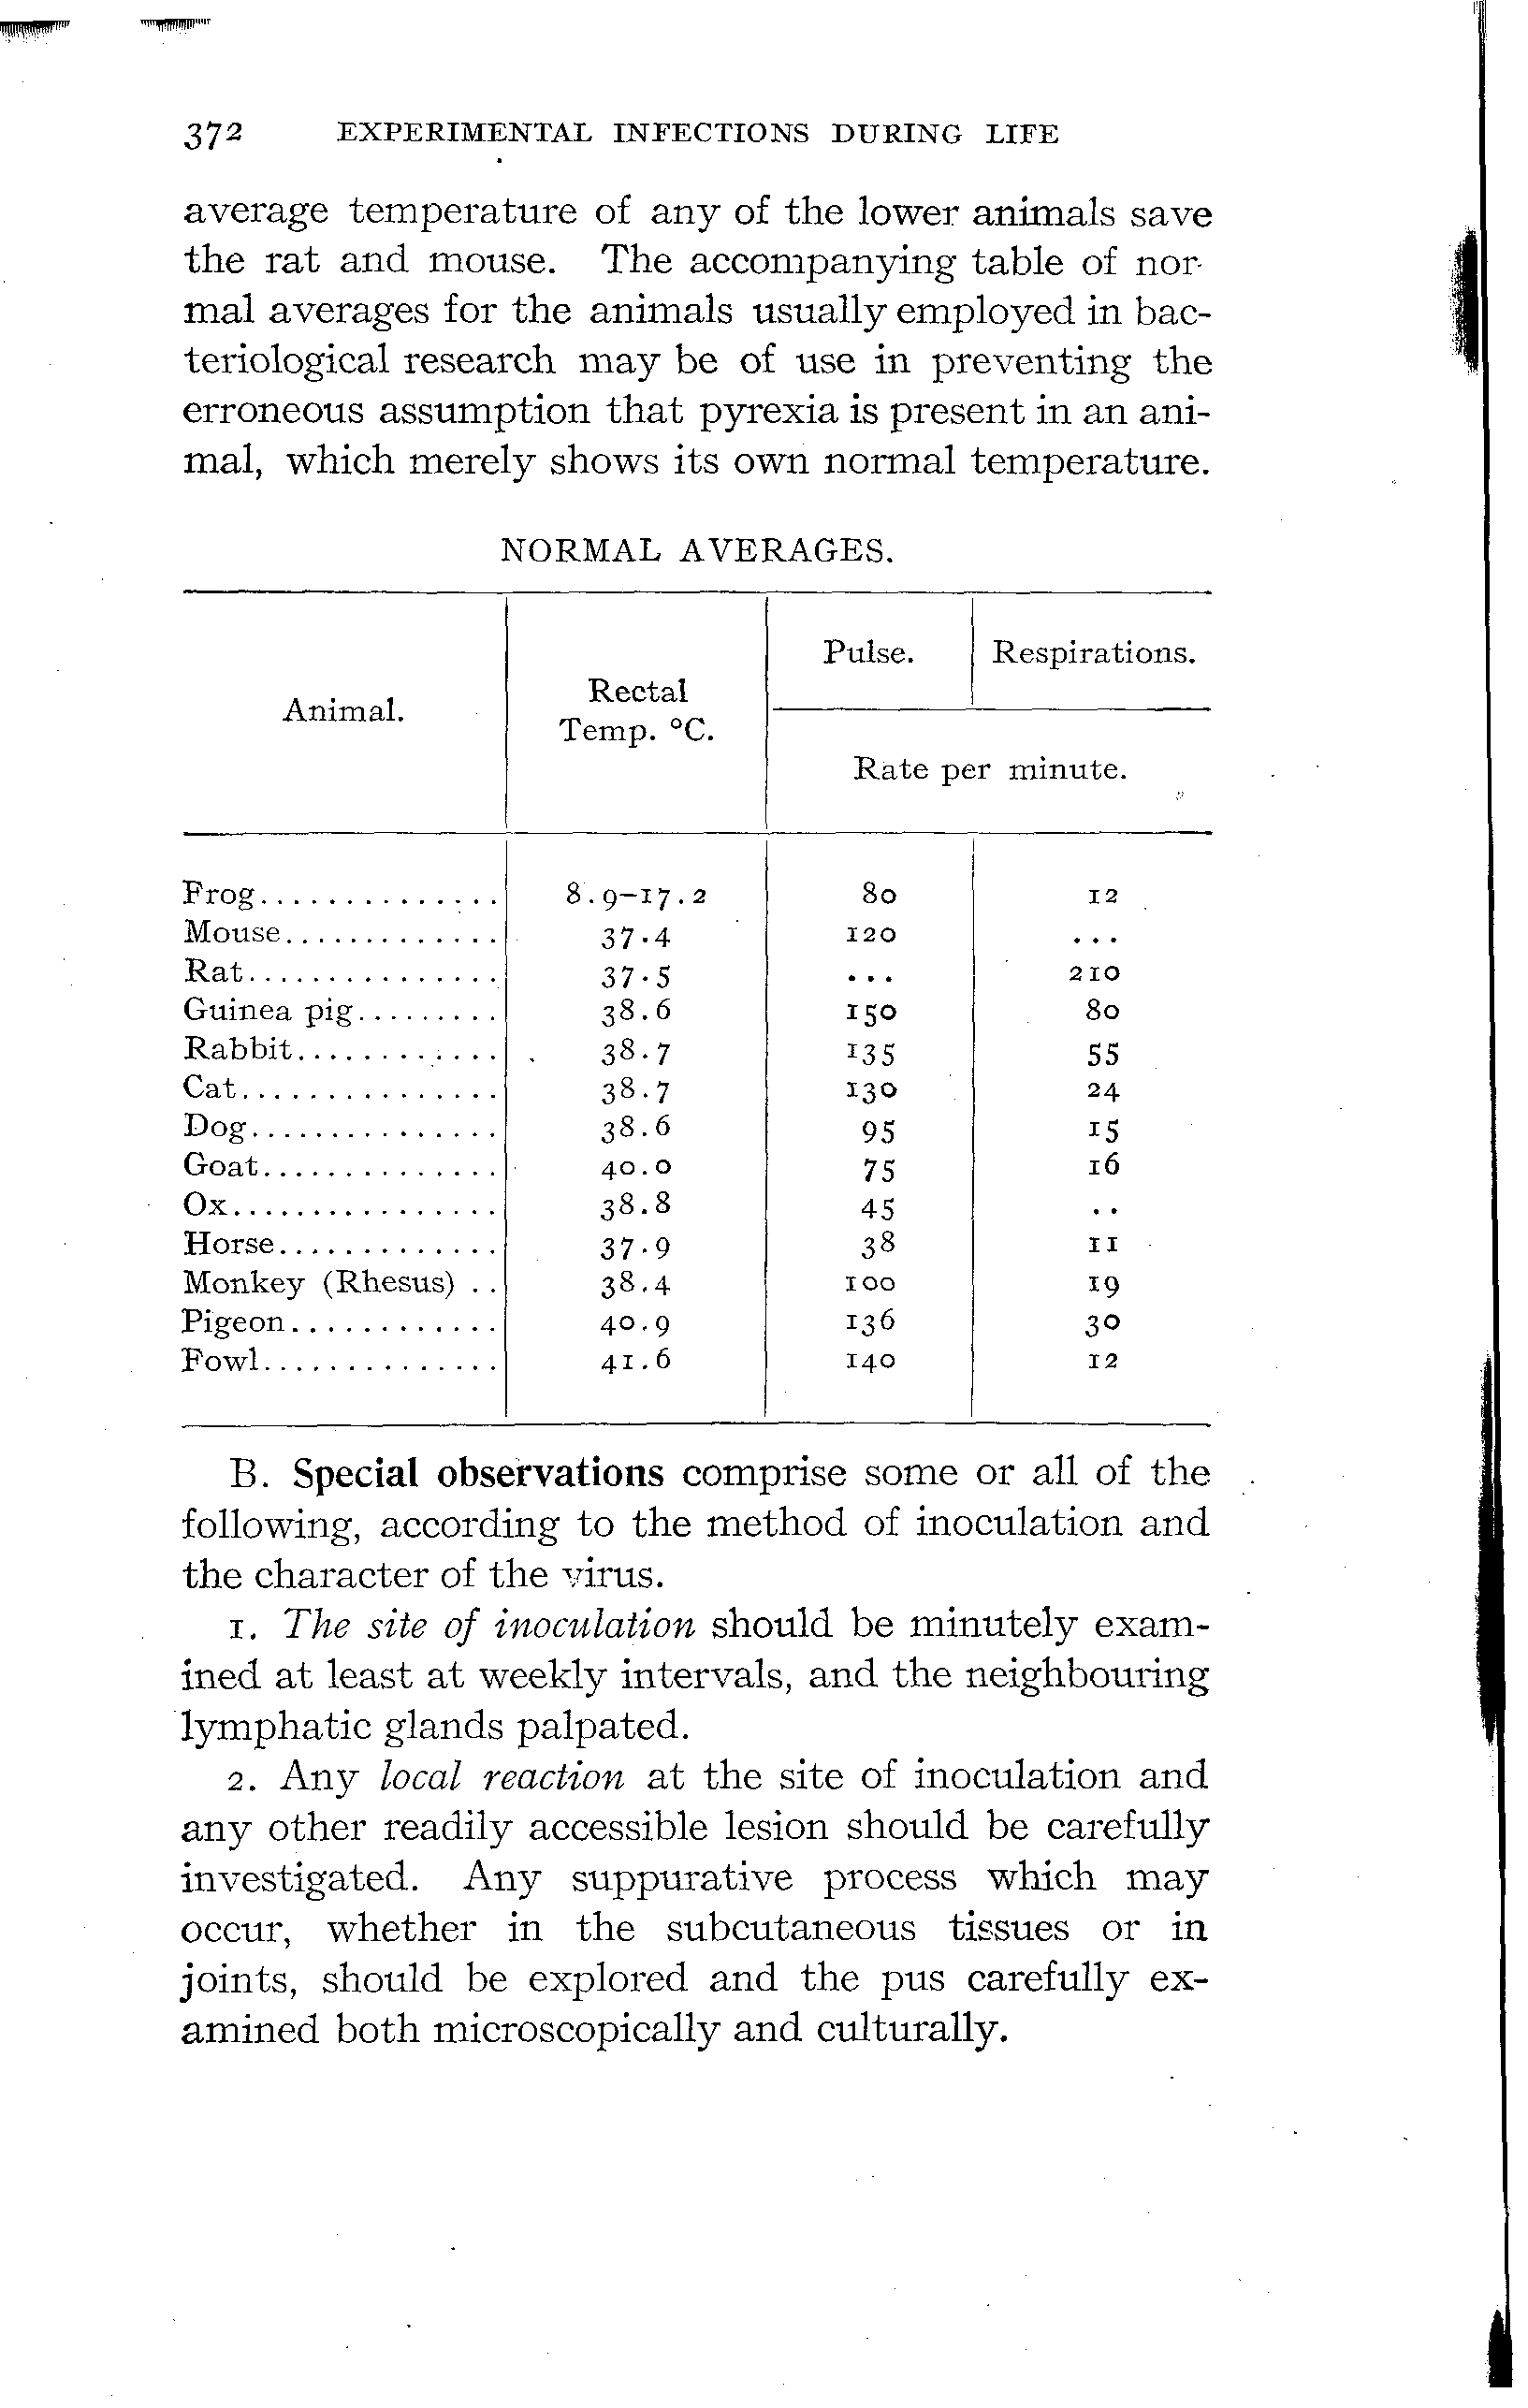 372 EXPERIMENTAL INFECTIONS DURING LIFE
average temperature of any of the lower animals save
the rat and mouse. The accompanying table of nor-
mal averages for the animals usually employed in bac-
teriological research may be of use in preventing the
erroneous assumption that pyrexia is present in an ani-
mal, which merely shows its own normal temperature.
NORMAL AVERAGES.
Animal. Rectal Temp. °C. Pulse. Respirations.
Rate per minute.
Frog............... 8.9–17.2 80 12
Mouse............. 37.4 120 ...
Rat................ 37.5 ... 210
Guinea pig......... 38.6 150 80
Rabbit............. 38.7 135 55
Cat................ 38.7 130 24
Dog............... 38.6 95 15
Goat............... 40.0 75 16
Ox................. 38.8 45 ..
Horse.............. 37.9 38 11
Monkey (Rhesus) .. 38.4 100 19
Pigeon............. 40.9 136 30
Fowl............... 41.6 140 12
B. Special observations comprise some or all of the
following, according to the method of inoculation and
the character of the virus.
1. The site of inoculation should be minutely exam-
ined at least at weekly intervals, and the neighbouring
lymphatic glands palpated.
2. Any local reaction at the site of inoculation and
any other readily accessible lesion should be carefully
investigated. Any suppurative process which may
occur, whether in the subcutaneous tissues or in
joints, should be explored and the pus carefully ex-
amined both microscopically and culturally.